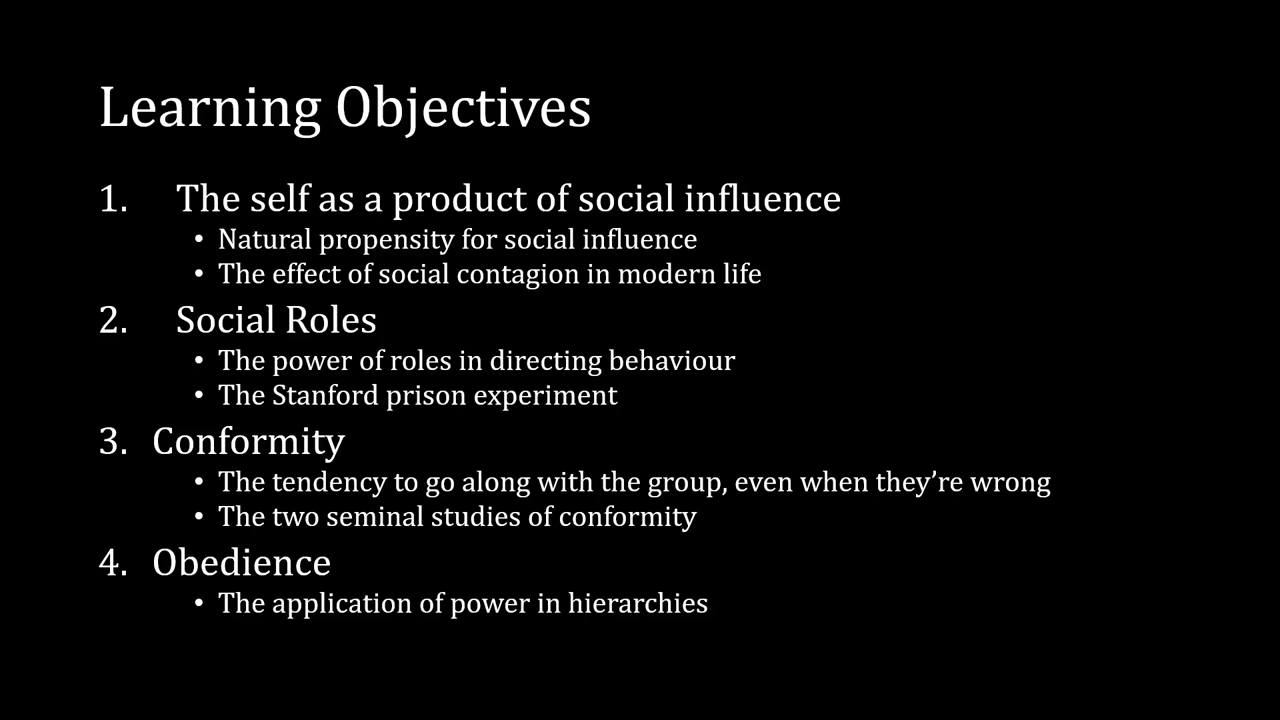 Learning Objectives
1. The self as a product of social influence
• Natural propensity for social influence
• The effect of social contagion in modern life
2. Social Roles
• The power of roles in directing behaviour
• The Stanford prison experiment
3. Conformity
• The tendency to go along with the group, even when they’re wrong
• The two seminal studies of conformity
4. Obedience
• The application of power in hierarchies